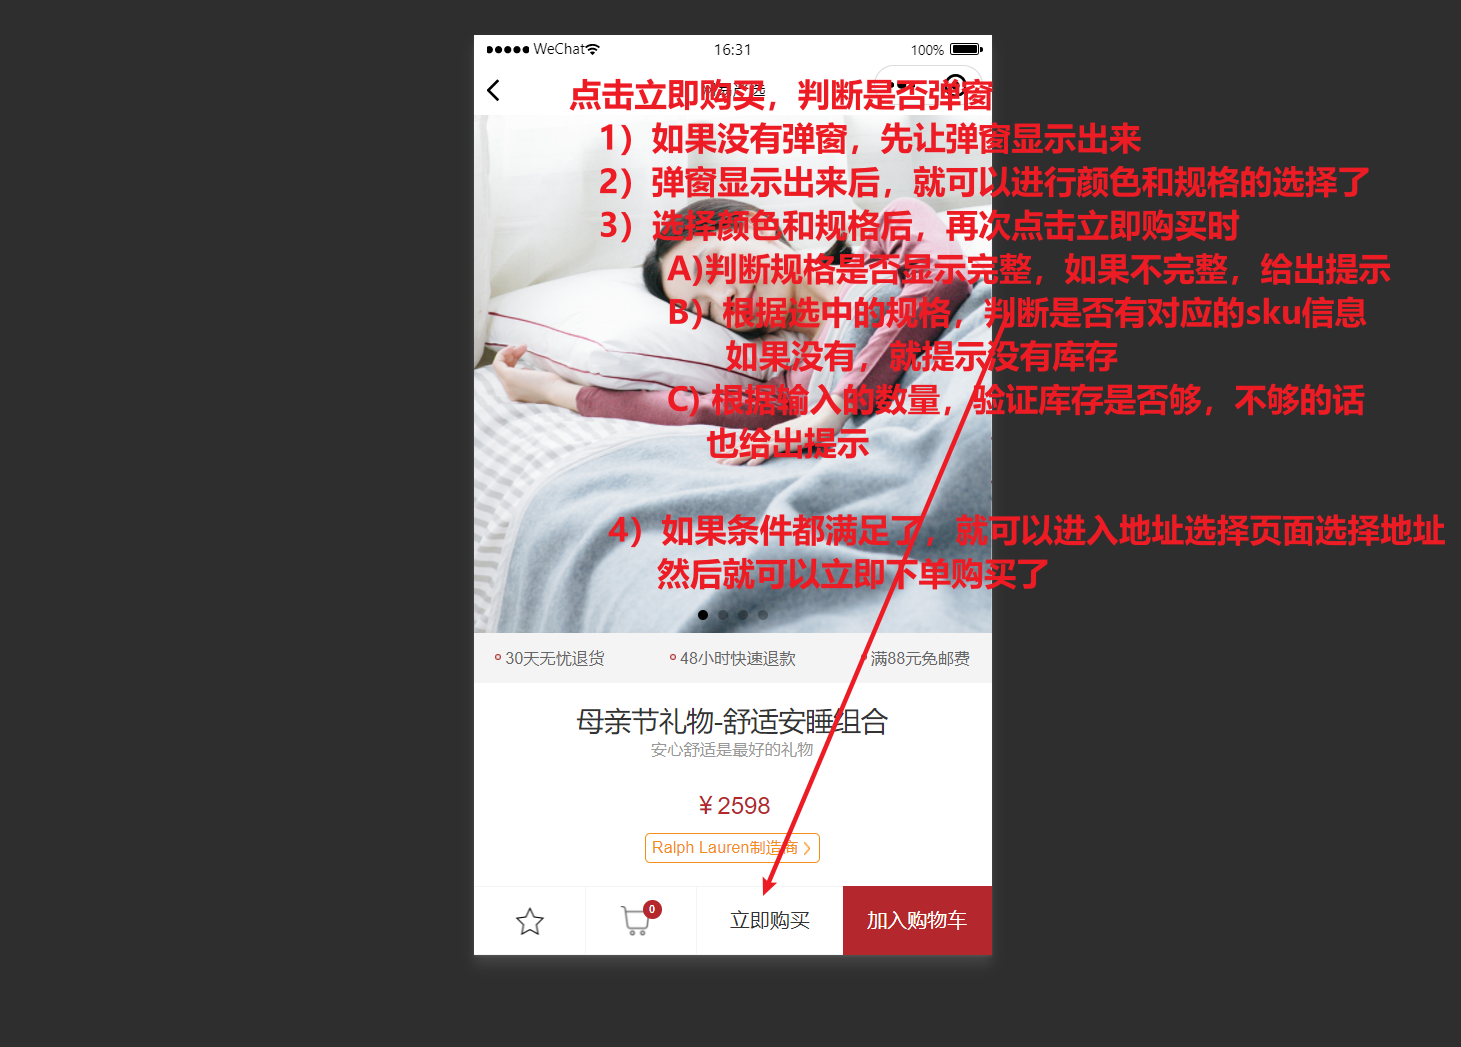 WeChat 16:31 100%
点击立即购买，判断是否弹窗
1）如果没有弹窗，先让弹窗显示出来
2）弹窗显示出来后，就可以进行颜色和规格的选择了
3）选择颜色和规格后，再次点击立即购买时
A)判断规格是否显示完整，如果不完整，给出提示
B）根据选中的规格，判断是否有对应的sku信息
如果没有，就提示没有库存
C) 根据输入的数量，验证库存是否够，不够的话
也给出提示
4）如果条件都满足了，就可以进入地址选择页面选择地址
然后就可以立即下单购买了
30天无忧退货 48小时快速退款 满88元免邮费
母亲节礼物-舒适安睡组合
安心舒适是最好的礼物
¥2598
Ralph Lauren制造商
0
立即购买 加入购物车